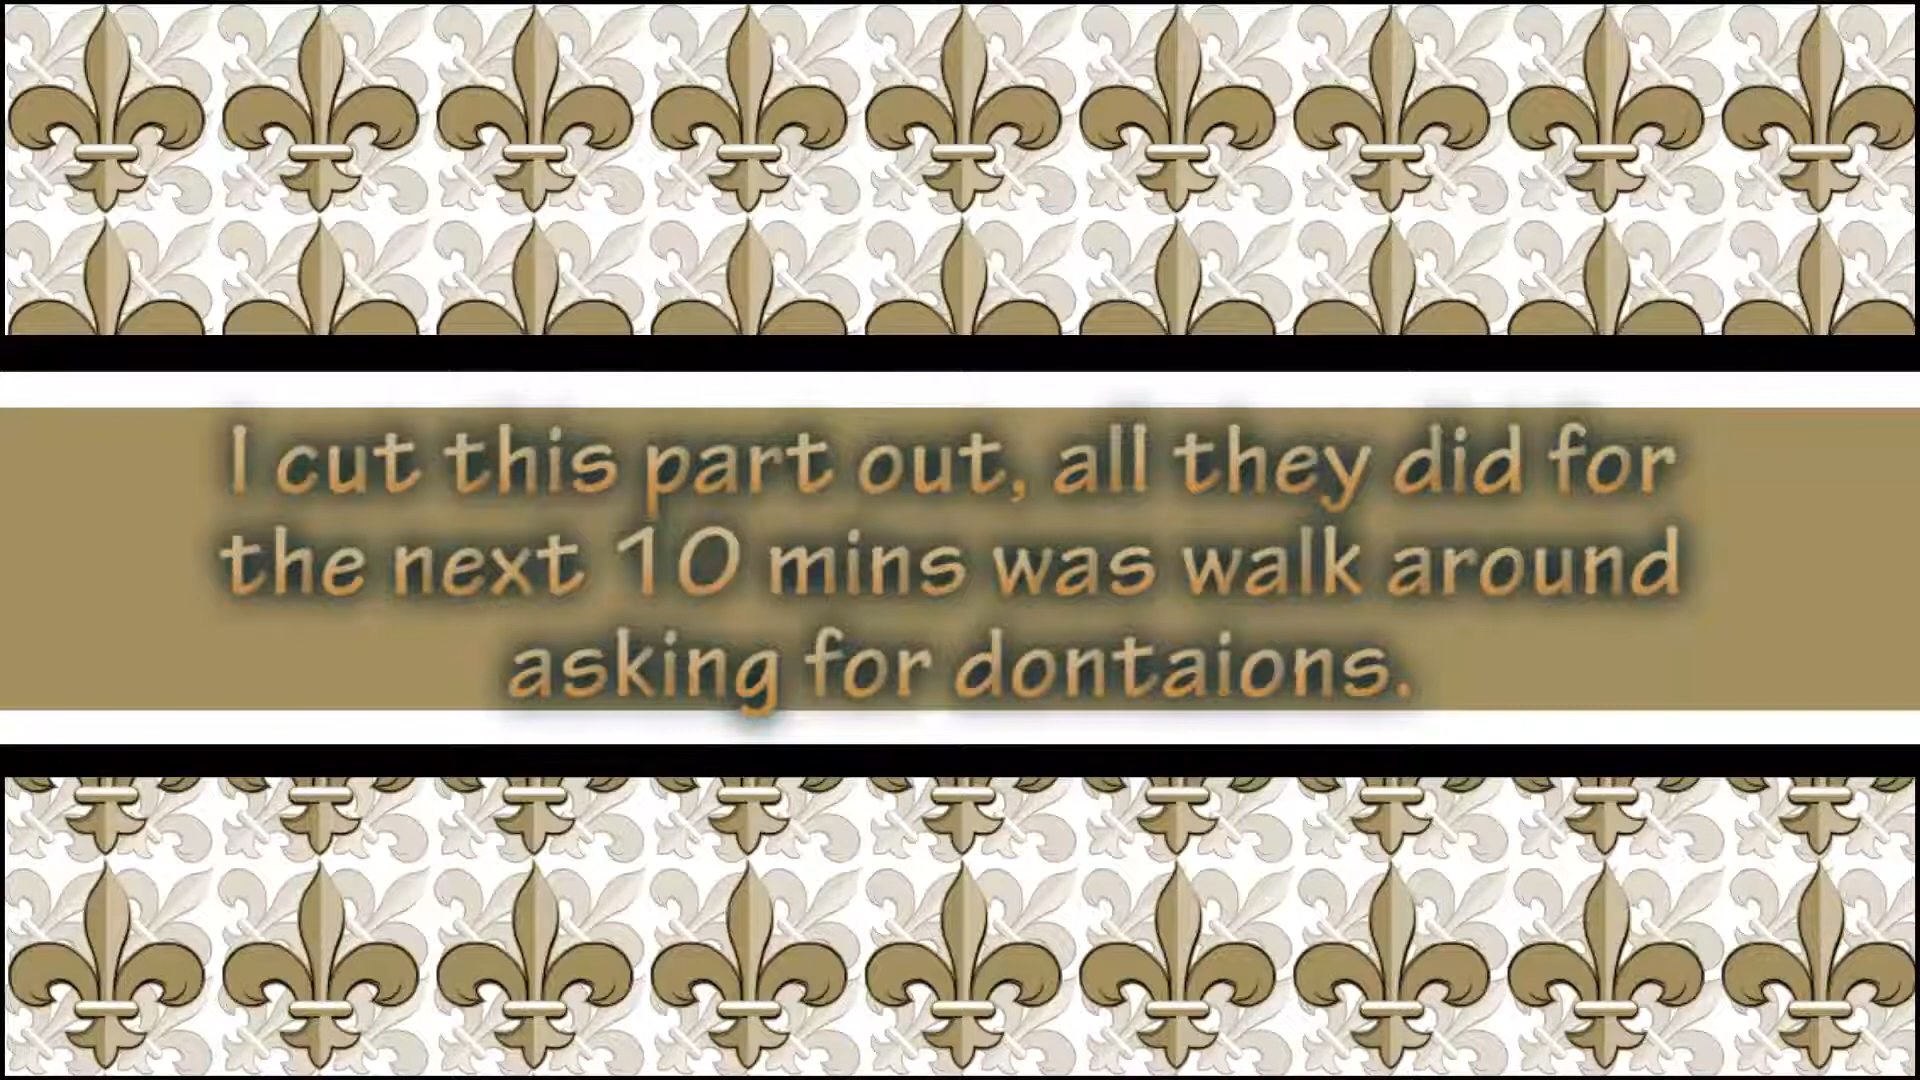 I cut this part out, all they did for
the next 10 mins was walk around
asking for dontaions.